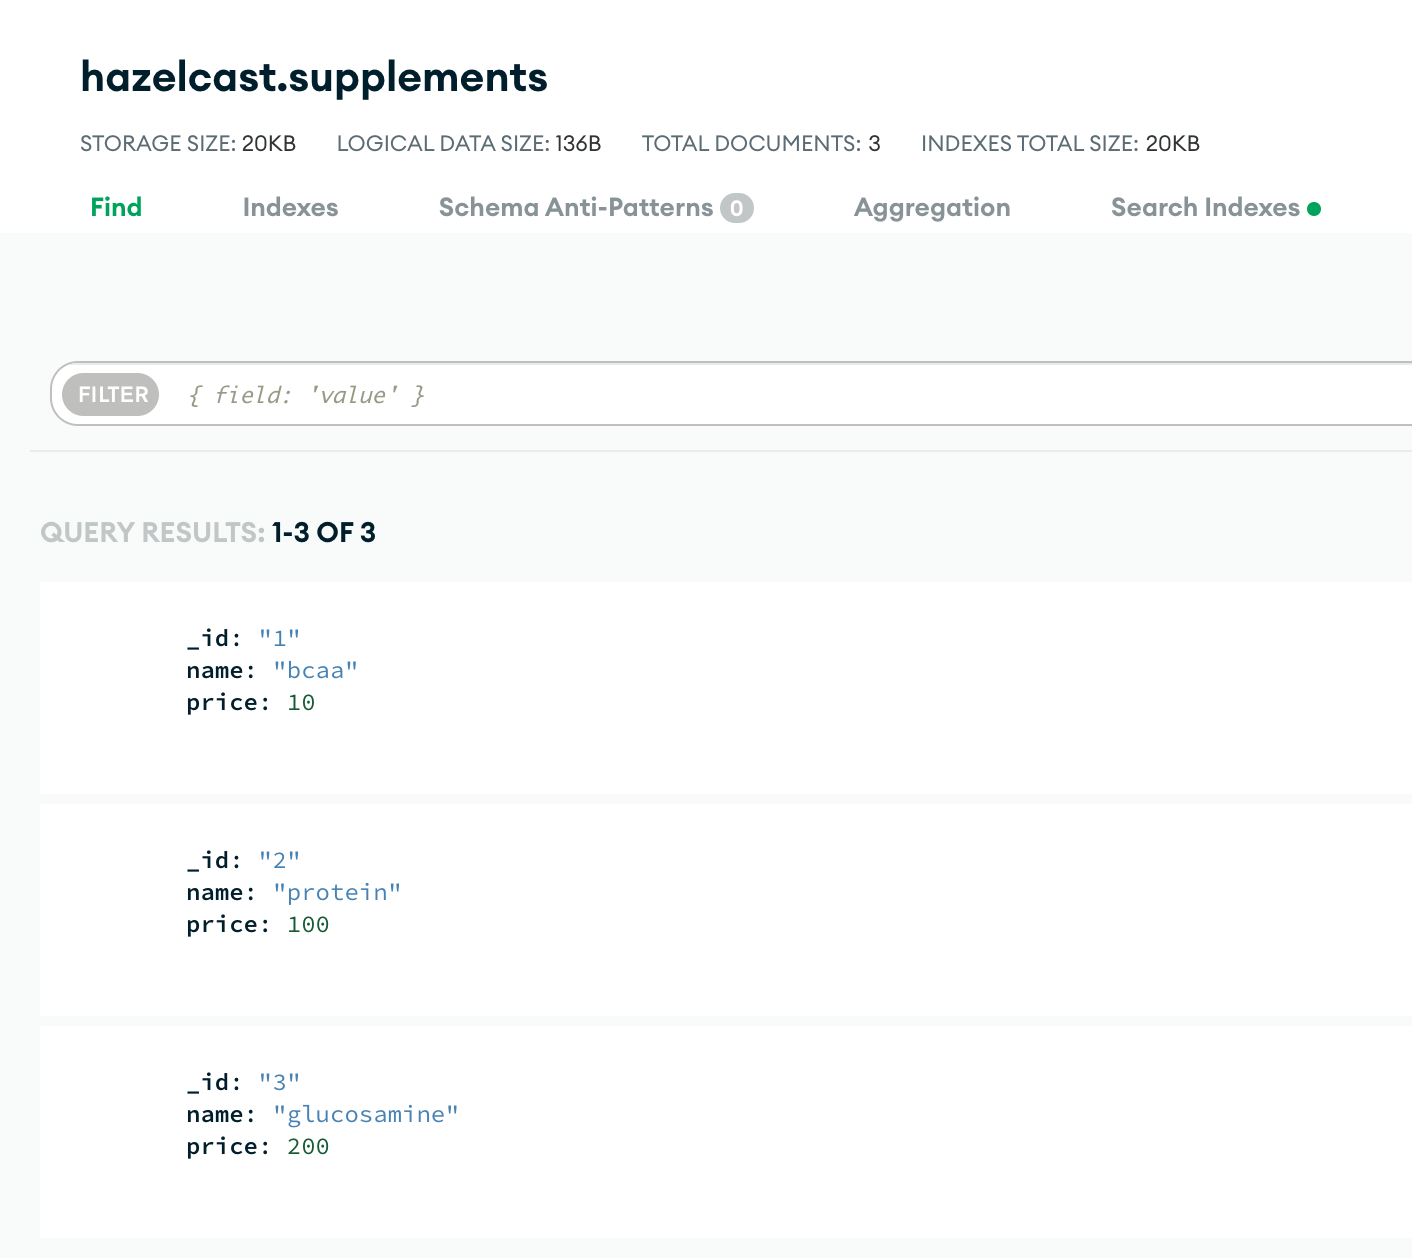 hazelcast.supplements
STORAGE SIZE: 20KB LOGICAL DATA SIZE: 136B TOTAL DOCUMENTS: 3 INDEXES TOTAL SIZE: 20KB
Find Indexes Schema Anti-Patterns 0 Aggregation Search Indexes
FILTER { field: 'value' }
QUERY RESULTS: 1-3 OF 3
_id: "1"
name: "bcaa"
price: 10
_id: "2"
name: "protein"
price: 100
_id: "3"
name: "glucosamine"
price: 200